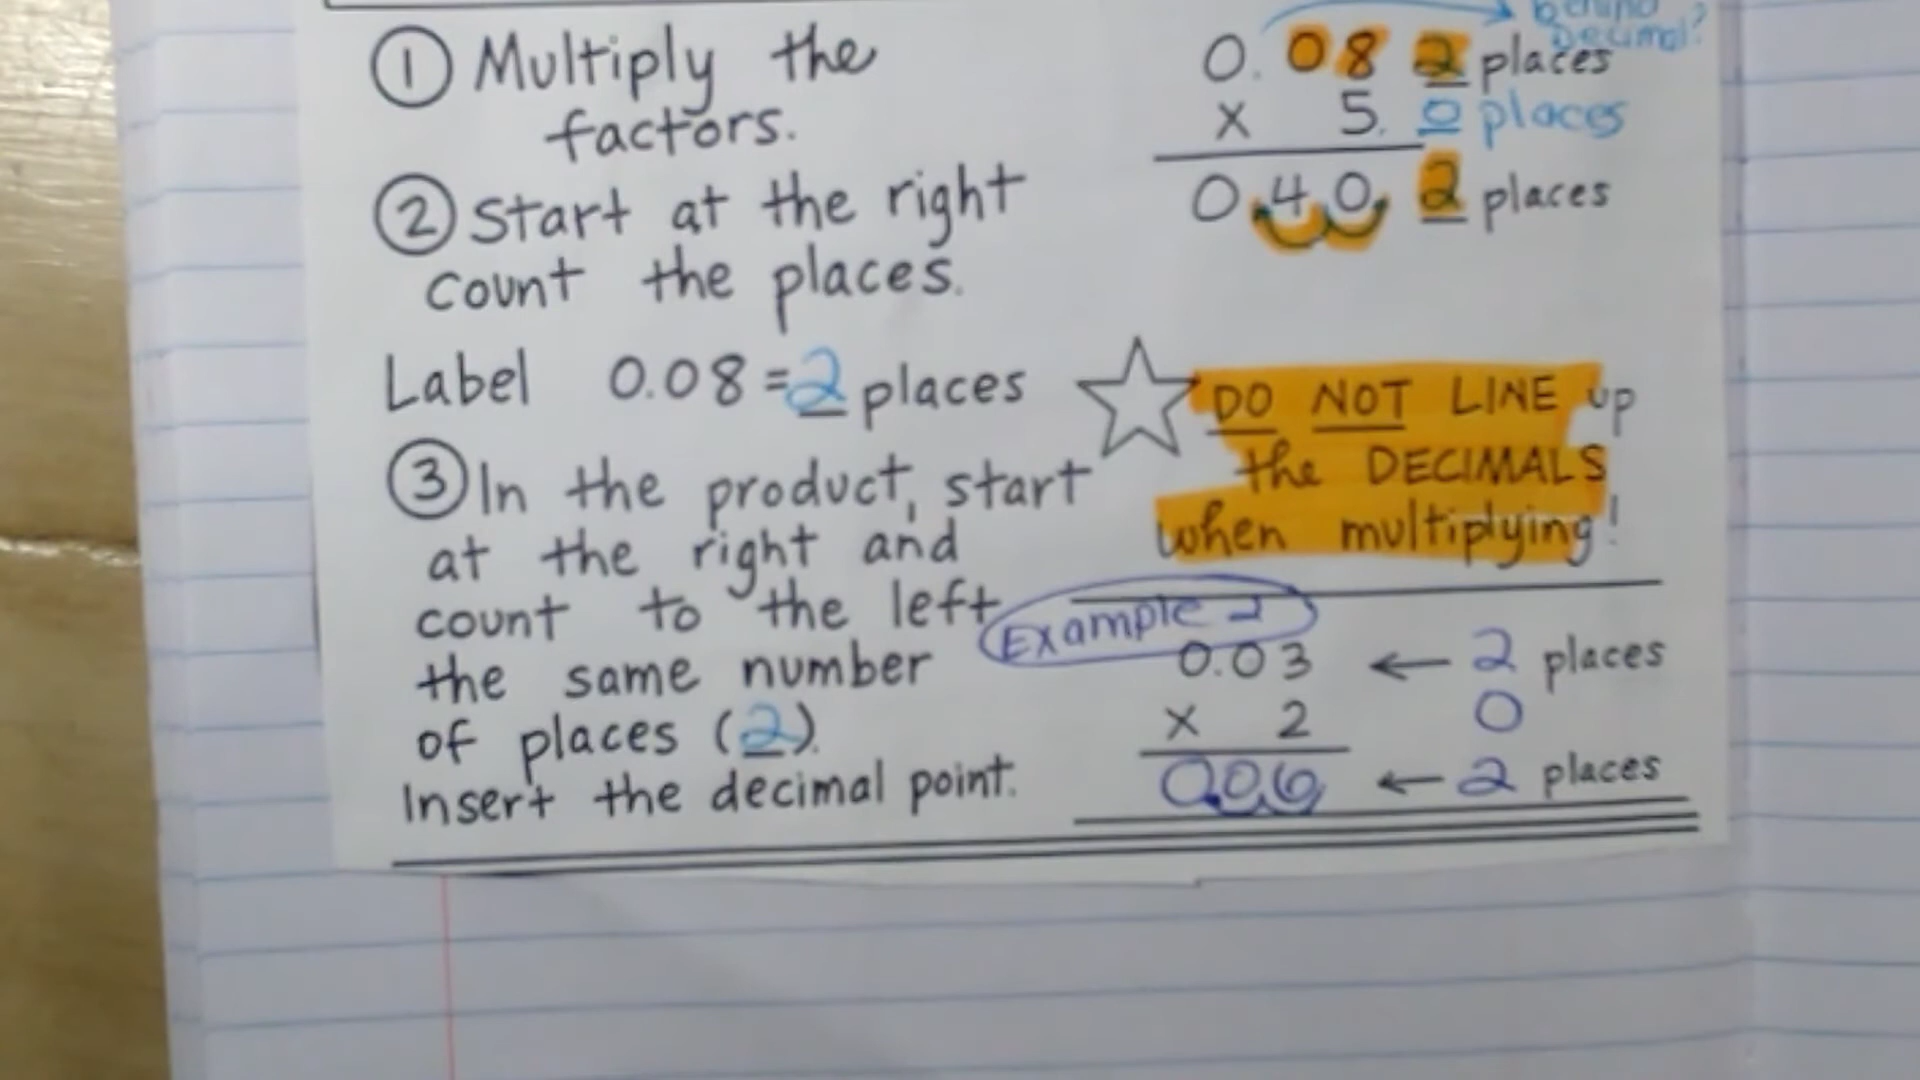 ① Multiply the
factors.
② Start at the right
count the places.
Label 0.08 = 2 places
③ In the product, start
at the right and
count to the left
the same number
of places (2).
Insert the decimal point.
behind
Decimal?
0.08 2 places
x 5. 0 places
0.40. 2 places
DO NOT LINE up
the DECIMALS
when multiplying!
Example 2
0.03 ← 2 places
x 2 0
0.06 ← 2 places